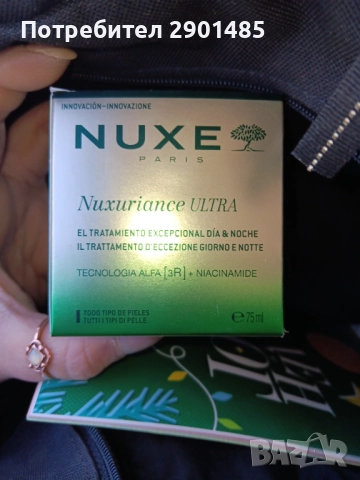 Потребител 2901485
INNOVACIÓN-INNOVAZIONE
NUXE
PARIS
Nuxuriance ULTRA
EL TRATAMIENTO EXCEPCIONAL DÍA & NOCHE
IL TRATTAMENTO D'ECCEZIONE GIORNO E NOTTE
TECNOLOGIA ALFA [3R] + NIACINAMIDE
TODO TIPO DE PIELES
TUTTI I TIPI DI PELLE
℮ 75 ml
BAZAR